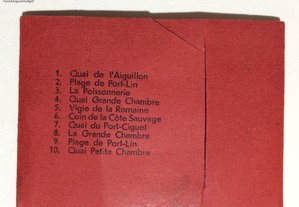 1. Quai de l'Aiguillon
2. Plage de Port-Lin
3. La Poissonnerie
4. Quai Grande Chambre
5. Vigie de la Romaine
6. Coin de la Côte Sauvage
7. Quai du Port-Ciguet
8. La Grande Chambre
9. Plage de Port-Lin
10. Quai Petite Chambre